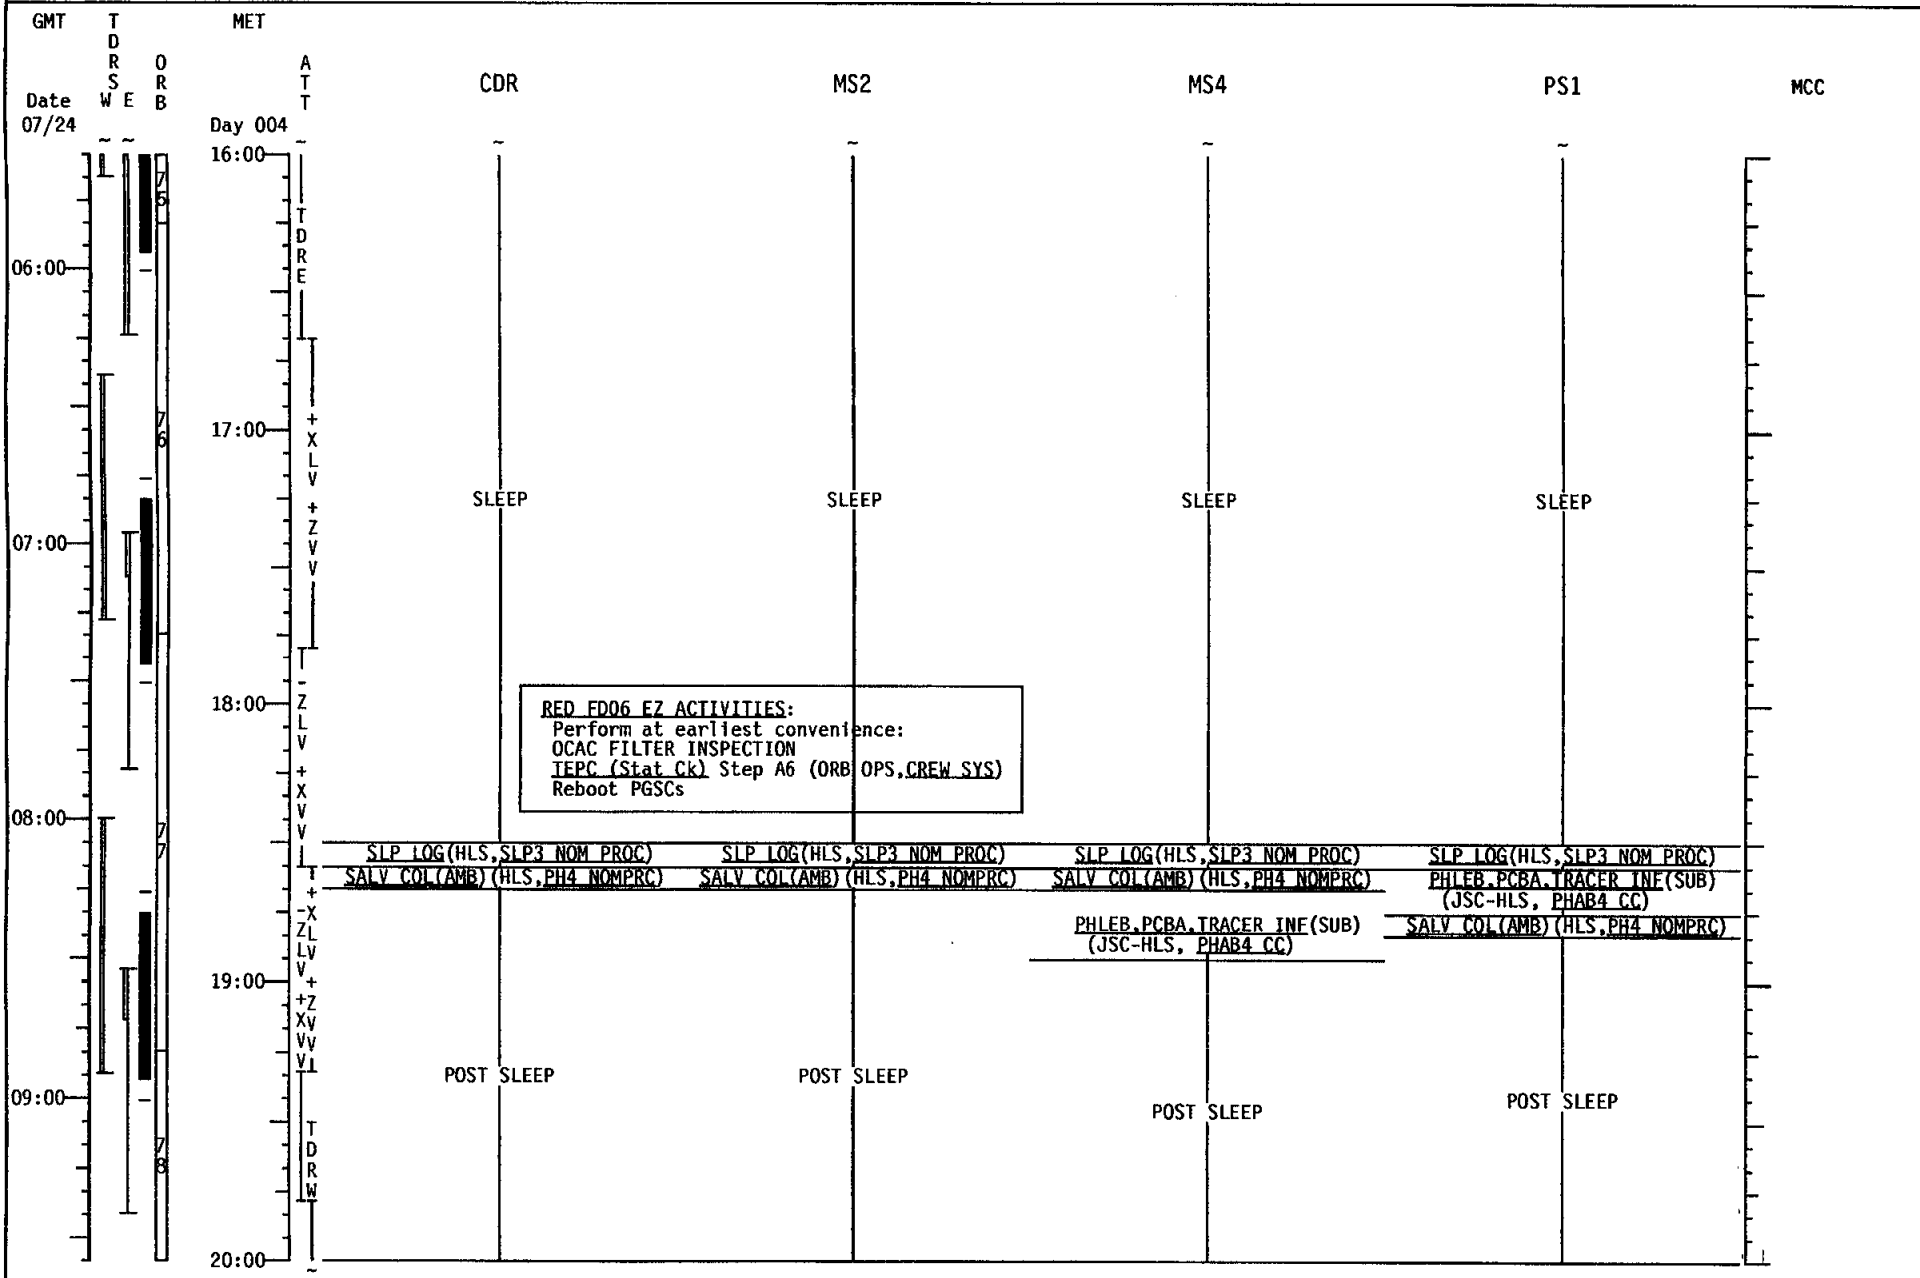 GMT
TDRS
MET
W E
ORB
ATT
CDR
MS2
MS4
PS1
MCC
Date
07/24
Day 004
~ ~ ~ ~ ~ ~ ~
16:00
75
TDRE
06:00
76
17:00
+XLV +ZVV
SLEEP SLEEP SLEEP SLEEP
07:00
-ZLV +XVV
18:00
RED FD06 EZ ACTIVITIES:
Perform at earliest convenience:
OCAC FILTER INSPECTION
TEPC (Stat Ck) Step A6 (ORB OPS,CREW SYS)
Reboot PGSCs
08:00
77
SLP LOG(HLS,SLP3 NOM PROC) SLP LOG(HLS,SLP3 NOM PROC) SLP LOG(HLS,SLP3 NOM PROC) SLP LOG(HLS,SLP3 NOM PROC)
SALV COL(AMB)(HLS,PH4 NOMPRC) SALV COL(AMB)(HLS,PH4 NOMPRC) SALV COL(AMB)(HLS,PH4 NOMPRC) PHLEB,PCBA,TRACER INF(SUB)
(JSC-HLS, PHAB4 CC)
+XLV +ZVV
-ZLV +XVV
PHLEB,PCBA,TRACER INF(SUB) SALV COL(AMB)(HLS,PH4 NOMPRC)
(JSC-HLS, PHAB4 CC)
19:00
POST SLEEP POST SLEEP POST SLEEP POST SLEEP
09:00
TDRW
78
20:00
~